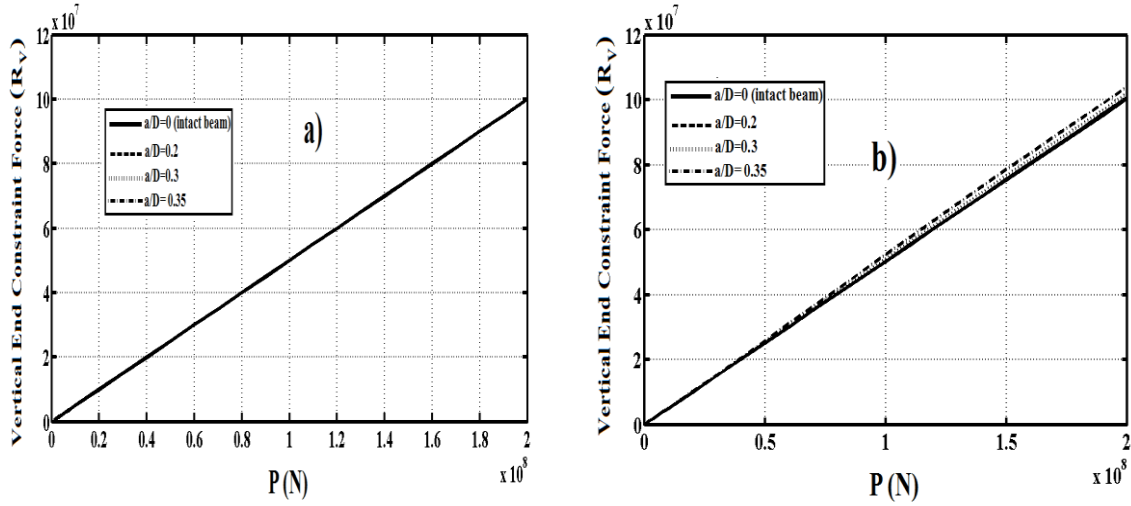 x 10^7
12
10
8
6
4
2
0
Vertical End Constraint Force (R_V)
a/D=0 (intact beam)
a/D=0.2
a/D=0.3
a/D= 0.35
a)
0 0.2 0.4 0.6 0.8 1 1.2 1.4 1.6 1.8 2
x 10^8
P (N)
x 10^7
12
10
8
6
4
2
0
Vertical End Constraint Force (R_V)
a/D=0 (intact beam)
a/D=0.2
a/D=0.3
a/D= 0.35
b)
0 0.5 1 1.5 2
x 10^8
P (N)